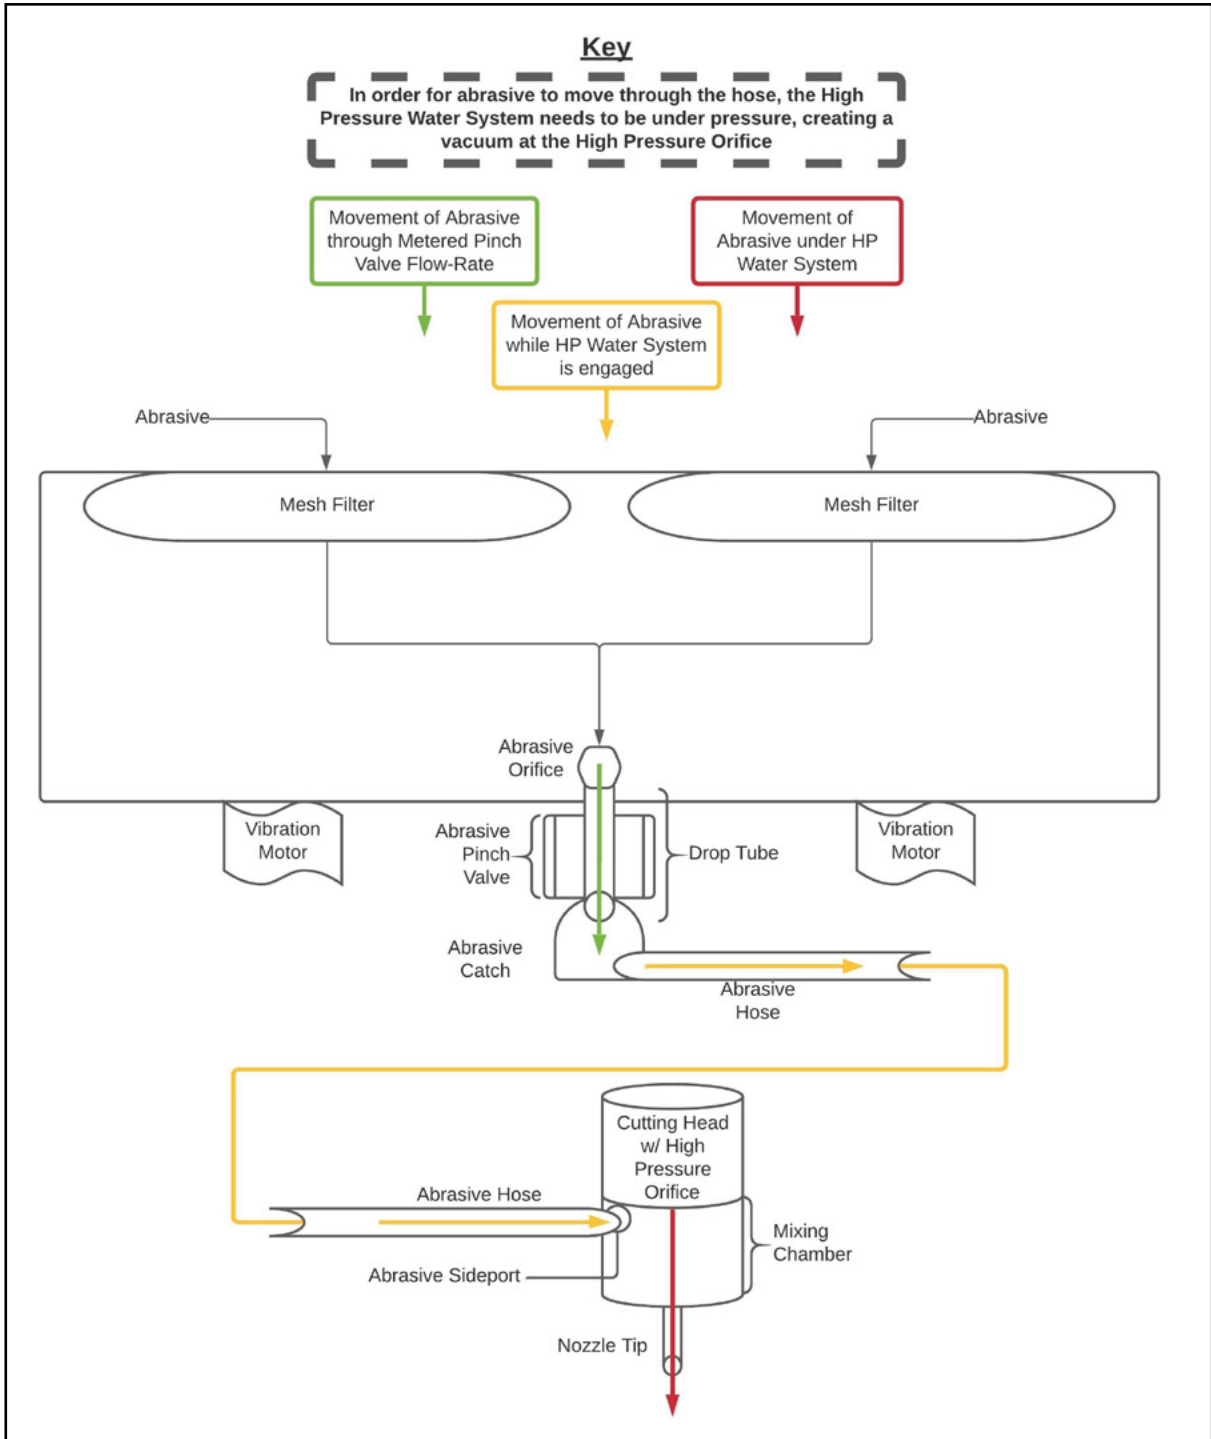 Key
In order for abrasive to move through the hose, the High
Pressure Water System needs to be under pressure, creating a
vacuum at the High Pressure Orifice
Movement of Abrasive
through Metered Pinch
Valve Flow-Rate
Movement of
Abrasive under HP
Water System
Movement of Abrasive
while HP Water System
is engaged
Abrasive
Abrasive
Mesh Filter
Mesh Filter
Abrasive
Orifice
Vibration
Motor
Abrasive
Pinch
Valve
Drop Tube
Vibration
Motor
Abrasive
Catch
Abrasive
Hose
Cutting Head
w/ High
Pressure
Orifice
Abrasive Hose
Mixing
Chamber
Abrasive Sideport
Nozzle Tip